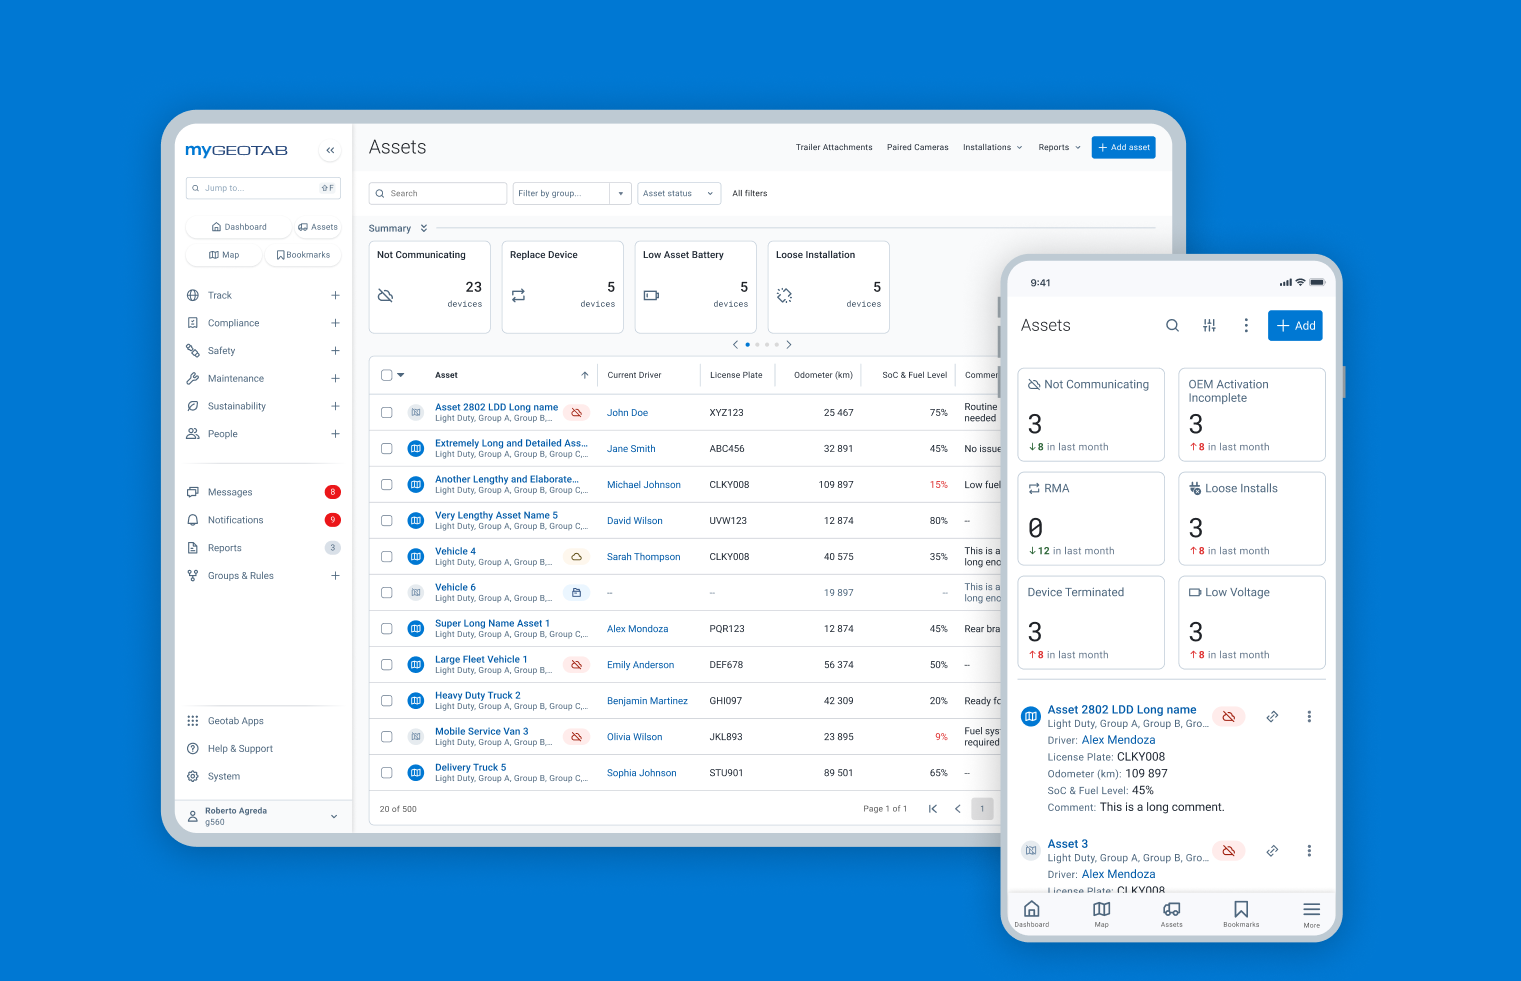 myGEOTAB
Jump to...
F
Dashboard
Assets
Map
Bookmarks
Track
Compliance
Safety
Maintenance
Sustainability
People
Messages 8
Notifications 9
Reports 3
Groups & Rules
Geotab Apps
Help & Support
System
Roberto Agreda
g560
Assets
Trailer Attachments Paired Cameras Installations Reports + Add asset
Search Filter by group... Asset status All filters
Summary
Not Communicating
23
devices
Replace Device
5
devices
Low Asset Battery
5
devices
Loose Installation
5
devices
Asset Current Driver License Plate Odometer (km) SoC & Fuel Level Commen
Asset 2802 LDD Long name
Light Duty, Group A, Group B,...
John Doe XYZ123 25 467 75% Routine
needed
Extremely Long and Detailed Ass...
Light Duty, Group A, Group B, Group C,...
Jane Smith ABC456 32 891 45% No issue
Another Lengthy and Elaborate...
Light Duty, Group A, Group B, Group C,...
Michael Johnson CLKY008 109 897 15% Low fuel
Very Lengthy Asset Name 5
Light Duty, Group A, Group B, Group C,...
David Wilson UVW123 12 874 80% --
Vehicle 4
Light Duty, Group A, Group B,...
Sarah Thompson CLKY008 40 575 35% This is a
long enc
Vehicle 6
Light Duty, Group A, Group B,...
-- -- 19 897 -- This is a
long enc
Super Long Name Asset 1
Light Duty, Group A, Group B, Group C,...
Alex Mondoza PQR123 12 874 45% Rear bra
Large Fleet Vehicle 1
Light Duty, Group A, Group B,...
Emily Anderson DEF678 56 374 50% --
Heavy Duty Truck 2
Light Duty, Group A, Group B, Group C,...
Benjamin Martinez GHI097 42 309 20% Ready fo
Mobile Service Van 3
Light Duty, Group A, Group B,...
Olivia Wilson JKL893 23 895 9% Fuel sys
required
Delivery Truck 5
Light Duty, Group A, Group B, Group C,...
Sophia Johnson STU901 89 501 65% --
20 of 500 Page 1 of 1 1
9:41
Assets + Add
Not Communicating
3
↓8 in last month
OEM Activation
Incomplete
3
↑8 in last month
RMA
0
↓12 in last month
Loose Installs
3
↑8 in last month
Device Terminated
3
↑8 in last month
Low Voltage
3
↑8 in last month
Asset 2802 LDD Long name
Light Duty, Group A, Group B, Gro...
Driver: Alex Mendoza
License Plate: CLKY008
Odometer (km): 109 897
SoC & Fuel Level: 45%
Comment: This is a long comment.
Asset 3
Light Duty, Group A, Group B, Gro...
Driver: Alex Mendoza
License Plate: CLKY008
Dashboard Map Assets Bookmarks More